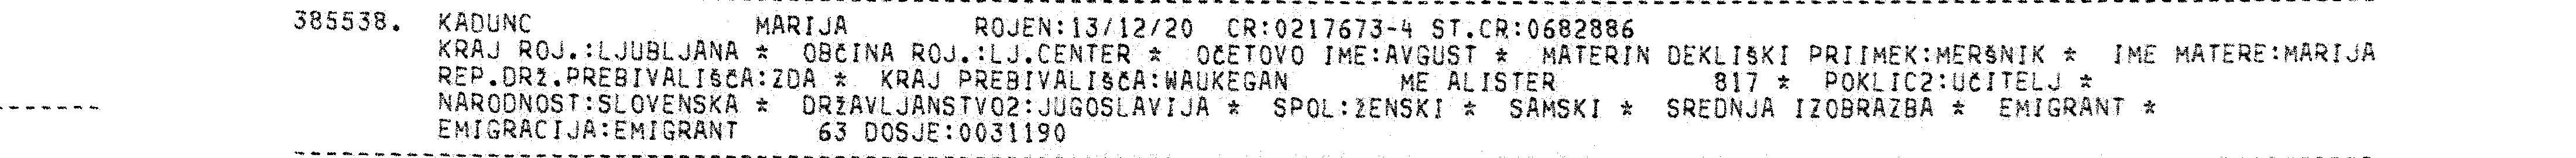 385538. KADUNC MARIJA ROJEN:13/12/20 CR:0217673-4 ST.CR:0682886
KRAJ ROJ.:LJUBLJANA * OBČINA ROJ.:LJ.CENTER * OČETOVO IME:AVGUST * MATERIN DEKLIŠKI PRIIMEK:MERŠNIK * IME MATERE:MARIJA
REP.DRŽ.PREBIVALIŠČA:ZDA * KRAJ PREBIVALIŠČA:WAUKEGAN ME ALISTER 817 * POKLIC2:UČITELJ *
NARODNOST:SLOVENSKA * DRŽAVLJANSTVO2:JUGOSLAVIJA * SPOL:ŽENSKI * SAMSKI * SREDNJA IZOBRAZBA * EMIGRANT *
EMIGRACIJA:EMIGRANT 63 DOSJE:0031190